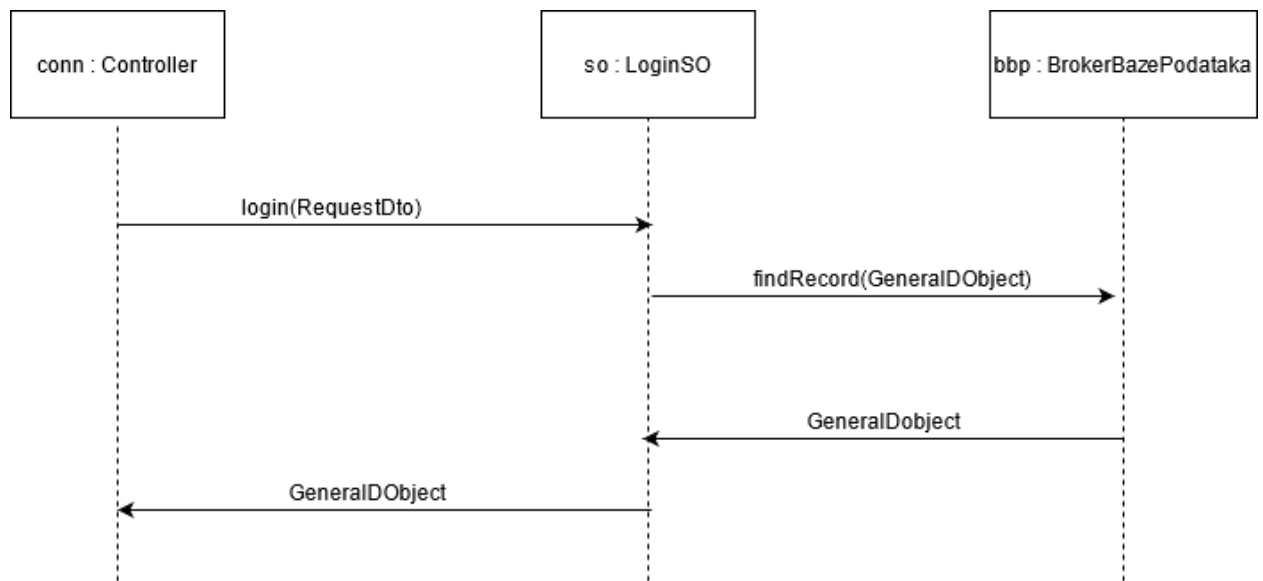 conn : Controller
so : LoginSO
bbp : BrokerBazePodataka
login(RequestDto)
findRecord(GeneralDObject)
GeneralDobject
GeneralDObject